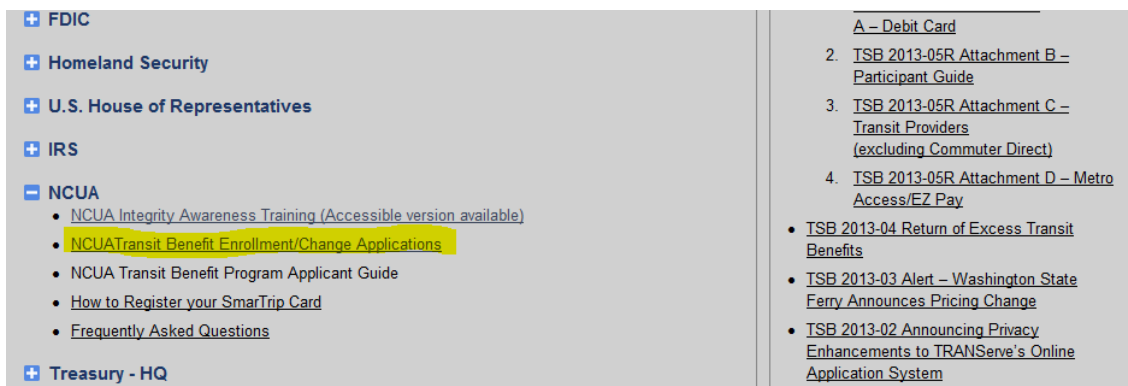 FDIC
Homeland Security
U.S. House of Representatives
IRS
NCUA
NCUA Integrity Awareness Training (Accessible version available)
NCUATransit Benefit Enrollment/Change Applications
NCUA Transit Benefit Program Applicant Guide
How to Register your SmarTrip Card
Frequently Asked Questions
Treasury - HQ
A – Debit Card
2. TSB 2013-05R Attachment B –
Participant Guide
3. TSB 2013-05R Attachment C –
Transit Providers
(excluding Commuter Direct)
4. TSB 2013-05R Attachment D – Metro
Access/EZ Pay
TSB 2013-04 Return of Excess Transit
Benefits
TSB 2013-03 Alert – Washington State
Ferry Announces Pricing Change
TSB 2013-02 Announcing Privacy
Enhancements to TRANServe's Online
Application System